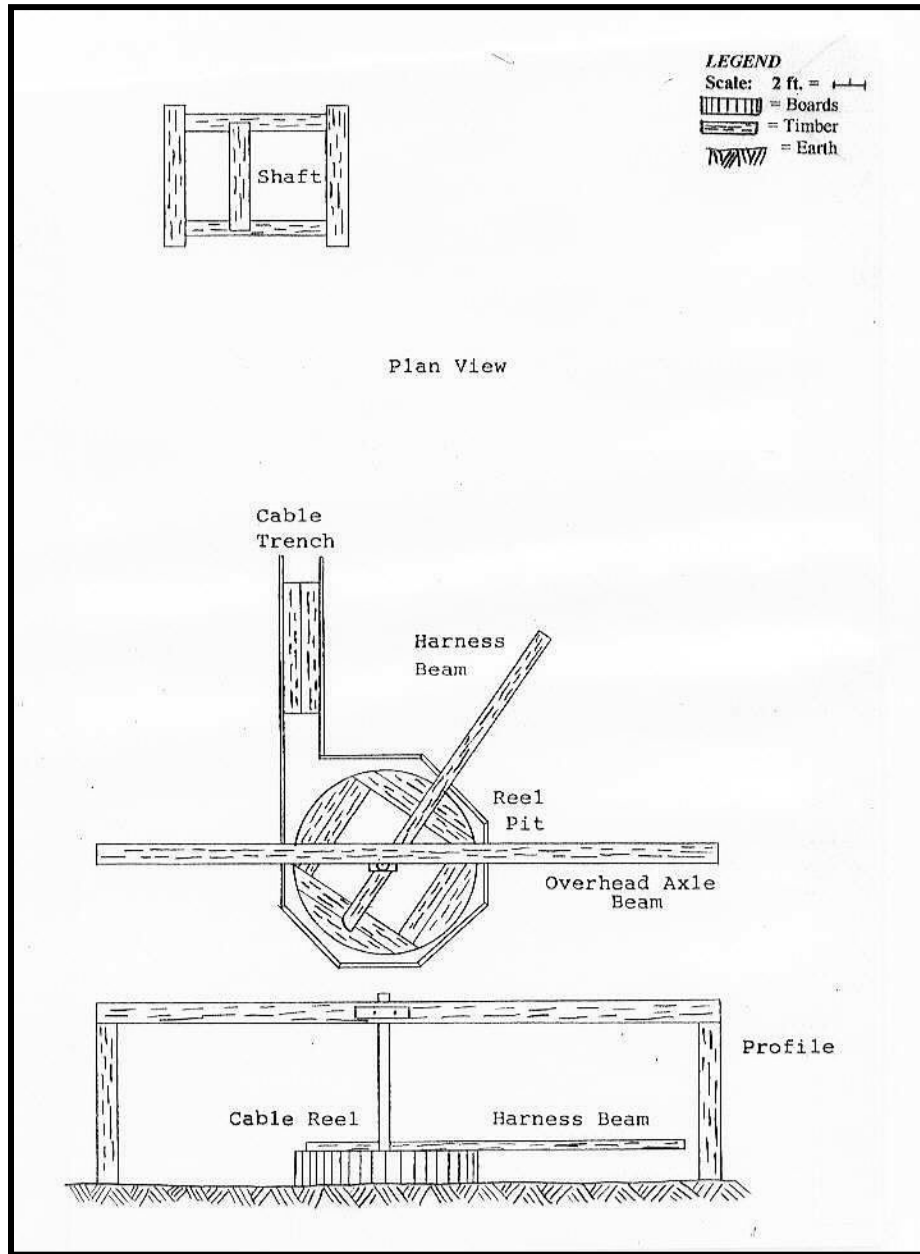 LEGEND
Scale: 2 ft. =
= Boards
= Timber
= Earth
Shaft
Plan View
Cable
Trench
Harness
Beam
Reel
Pit
Overhead Axle
Beam
Profile
Cable Reel
Harness Beam